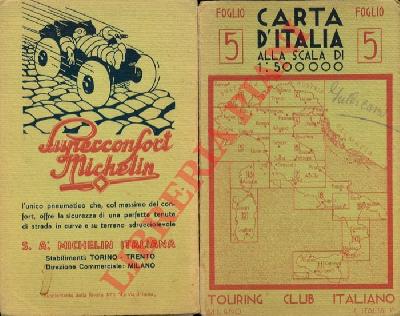 Superconfort
Michelin
l'unico pneumatico che, col massimo del con-
fort, offre la sicurezza di una perfetta tenuta
di strada in curva e su terreno sdrucciolevole
S. A. MICHELIN ITALIANA
Stabilimenti TORINO - TRENTO
Direzione Commerciale: MILANO
FOGLIO
5
CARTA
D'ITALIA
ALLA SCALA DI
1:500000
FOGLIO
5
TOURING CLUB ITALIANO
MILANO
LIBRERIA PIANI